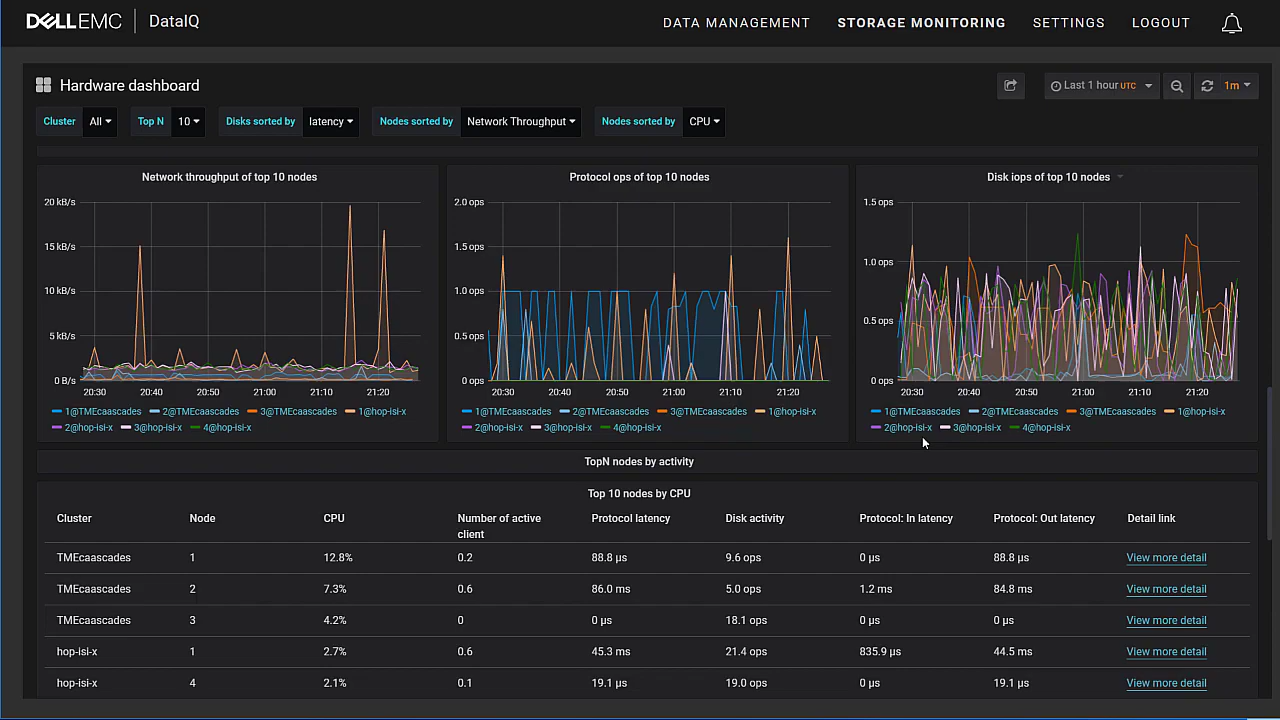 DELLEMC DataIQ DATA MANAGEMENT STORAGE MONITORING SETTINGS LOGOUT
Hardware dashboard Last 1 hour UTC 1m
Cluster All Top N 10 Disks sorted by latency Nodes sorted by Network Throughput Nodes sorted by CPU
Network throughput of top 10 nodes
20 kB/s
15 kB/s
10 kB/s
5 kB/s
0 B/s
20:30 20:40 20:50 21:00 21:10 21:20
1@TMEcaascades 2@TMEcaascades 3@TMEcaascades 1@hop-isi-x
2@hop-isi-x 3@hop-isi-x 4@hop-isi-x
Protocol ops of top 10 nodes
2.0 ops
1.5 ops
1.0 ops
0.5 ops
0 ops
20:30 20:40 20:50 21:00 21:10 21:20
1@TMEcaascades 2@TMEcaascades 3@TMEcaascades 1@hop-isi-x
2@hop-isi-x 3@hop-isi-x 4@hop-isi-x
Disk iops of top 10 nodes
1.5 ops
1.0 ops
0.5 ops
0 ops
20:30 20:40 20:50 21:00 21:10 21:20
1@TMEcaascades 2@TMEcaascades 3@TMEcaascades 1@hop-isi-x
2@hop-isi-x 3@hop-isi-x 4@hop-isi-x
TopN nodes by activity
Top 10 nodes by CPU
Cluster Node CPU Number of active client Protocol latency Disk activity Protocol: In latency Protocol: Out latency Detail link
TMEcaascades 1 12.8% 0.2 88.8 µs 9.6 ops 0 µs 88.8 µs View more detail
TMEcaascades 2 7.3% 0.6 86.0 ms 5.0 ops 1.2 ms 84.8 ms View more detail
TMEcaascades 3 4.2% 0 0 µs 18.1 ops 0 µs 0 µs View more detail
hop-isi-x 1 2.7% 0.6 45.3 ms 21.4 ops 835.9 µs 44.5 ms View more detail
hop-isi-x 4 2.1% 0.1 19.1 µs 19.0 ops 0 µs 19.1 µs View more detail